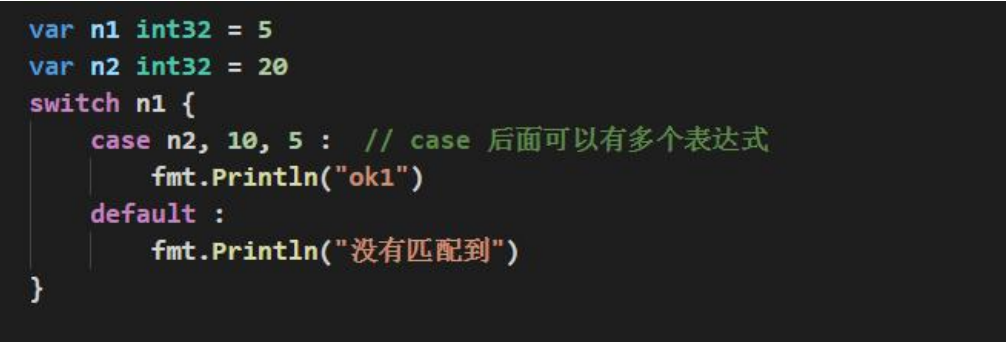 var n1 int32 = 5
var n2 int32 = 20
switch n1 {
    case n2, 10, 5 :  // case 后面可以有多个表达式
        fmt.Println("ok1")
    default :
        fmt.Println("没有匹配到")
}